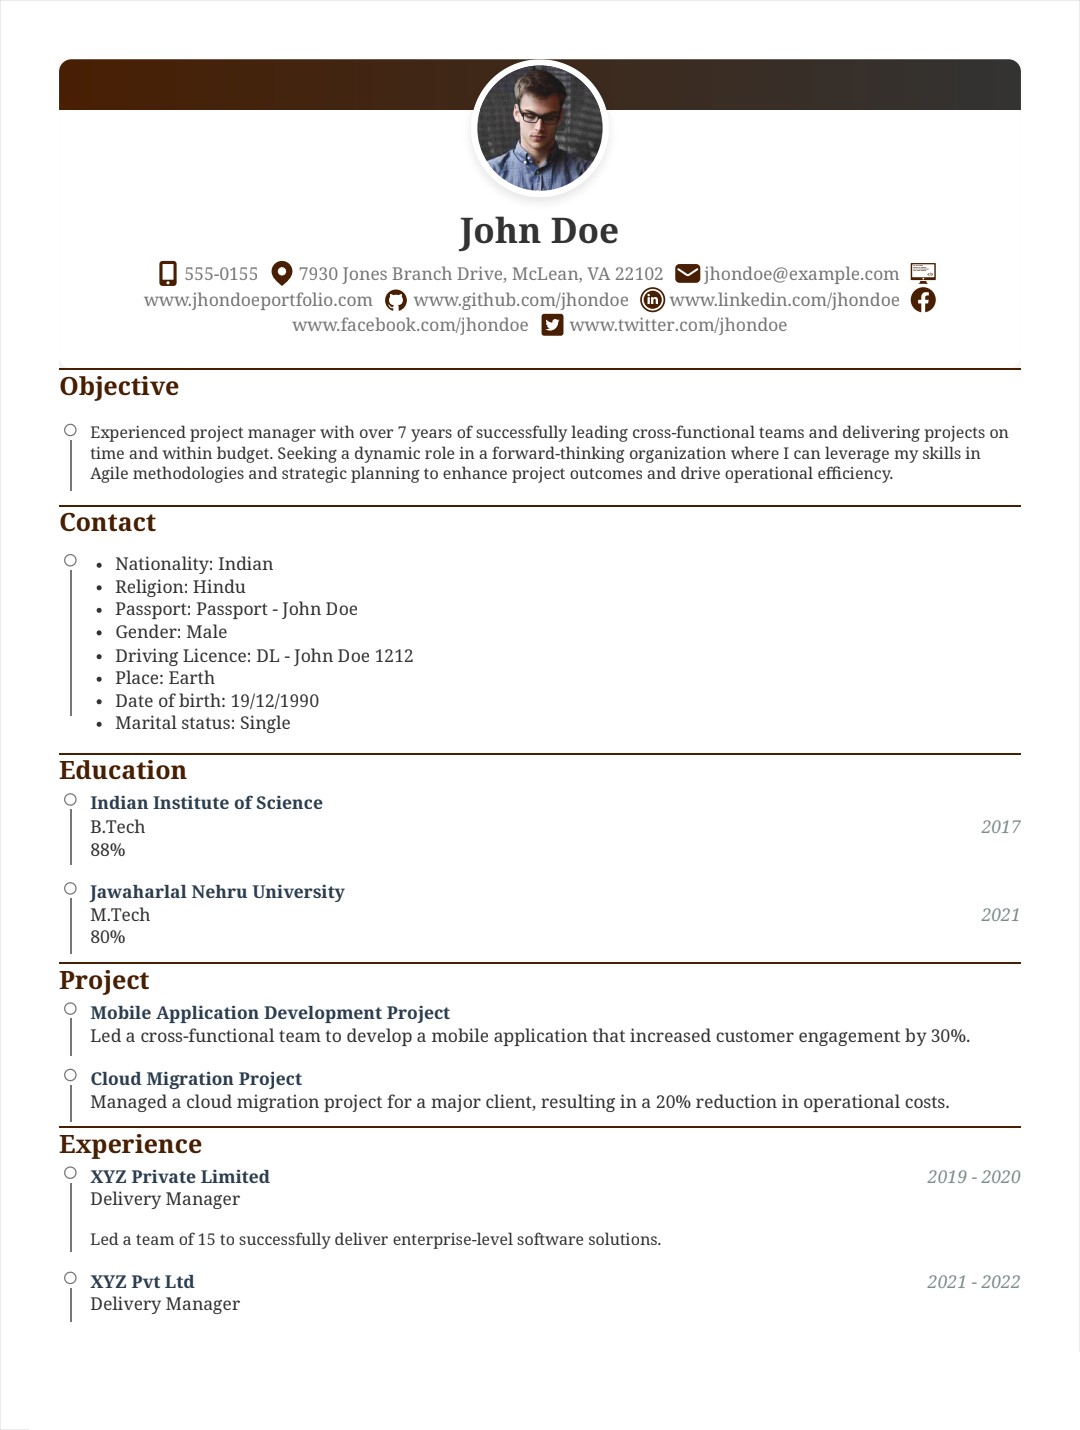 John Doe
555-0155 7930 Jones Branch Drive, McLean, VA 22102 jhondoe@example.com
www.jhondoeportfolio.com www.github.com/jhondoe www.linkedin.com/jhondoe
www.facebook.com/jhondoe www.twitter.com/jhondoe
Objective
Experienced project manager with over 7 years of successfully leading cross-functional teams and delivering projects on
time and within budget. Seeking a dynamic role in a forward-thinking organization where I can leverage my skills in
Agile methodologies and strategic planning to enhance project outcomes and drive operational efficiency.
Contact
• Nationality: Indian
• Religion: Hindu
• Passport: Passport - John Doe
• Gender: Male
• Driving Licence: DL - John Doe 1212
• Place: Earth
• Date of birth: 19/12/1990
• Marital status: Single
Education
Indian Institute of Science
B.Tech 2017
88%
Jawaharlal Nehru University
M.Tech 2021
80%
Project
Mobile Application Development Project
Led a cross-functional team to develop a mobile application that increased customer engagement by 30%.
Cloud Migration Project
Managed a cloud migration project for a major client, resulting in a 20% reduction in operational costs.
Experience
XYZ Private Limited 2019 - 2020
Delivery Manager
Led a team of 15 to successfully deliver enterprise-level software solutions.
XYZ Pvt Ltd 2021 - 2022
Delivery Manager